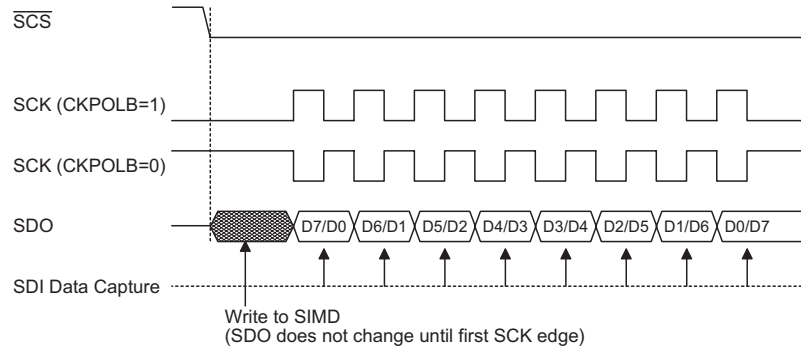 SCS
SCK (CKPOLB=1)
SCK (CKPOLB=0)
SDO
D7/D0 D6/D1 D5/D2 D4/D3 D3/D4 D2/D5 D1/D6 D0/D7
SDI Data Capture
Write to SIMD
(SDO does not change until first SCK edge)